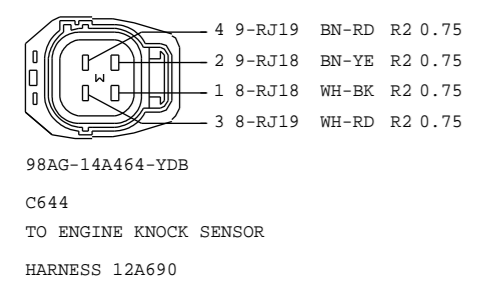 4 9-RJ19 BN-RD R2 0.75
2 9-RJ18 BN-YE R2 0.75
W
1 8-RJ18 WH-BK R2 0.75
3 8-RJ19 WH-RD R2 0.75
98AG-14A464-YDB
C644
TO ENGINE KNOCK SENSOR
HARNESS 12A690